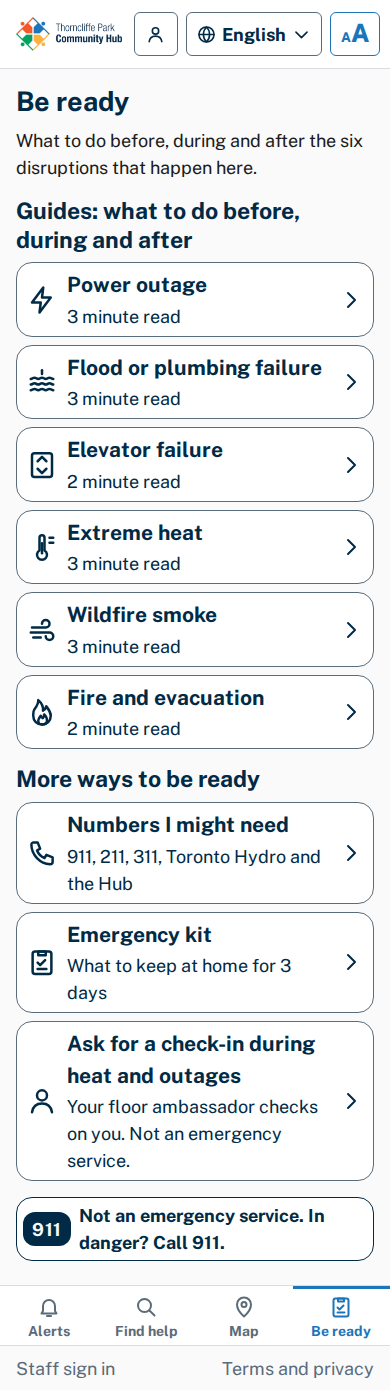 Thorncliffe Park
Community Hub
English
AA
Be ready
What to do before, during and after the six
disruptions that happen here.
Guides: what to do before,
during and after
Power outage
3 minute read
Flood or plumbing failure
3 minute read
Elevator failure
2 minute read
Extreme heat
3 minute read
Wildfire smoke
3 minute read
Fire and evacuation
2 minute read
More ways to be ready
Numbers I might need
911, 211, 311, Toronto Hydro and
the Hub
Emergency kit
What to keep at home for 3
days
Ask for a check-in during
heat and outages
Your floor ambassador checks
on you. Not an emergency
service.
911
Not an emergency service. In
danger? Call 911.
Alerts
Find help
Map
Be ready
Staff sign in
Terms and privacy